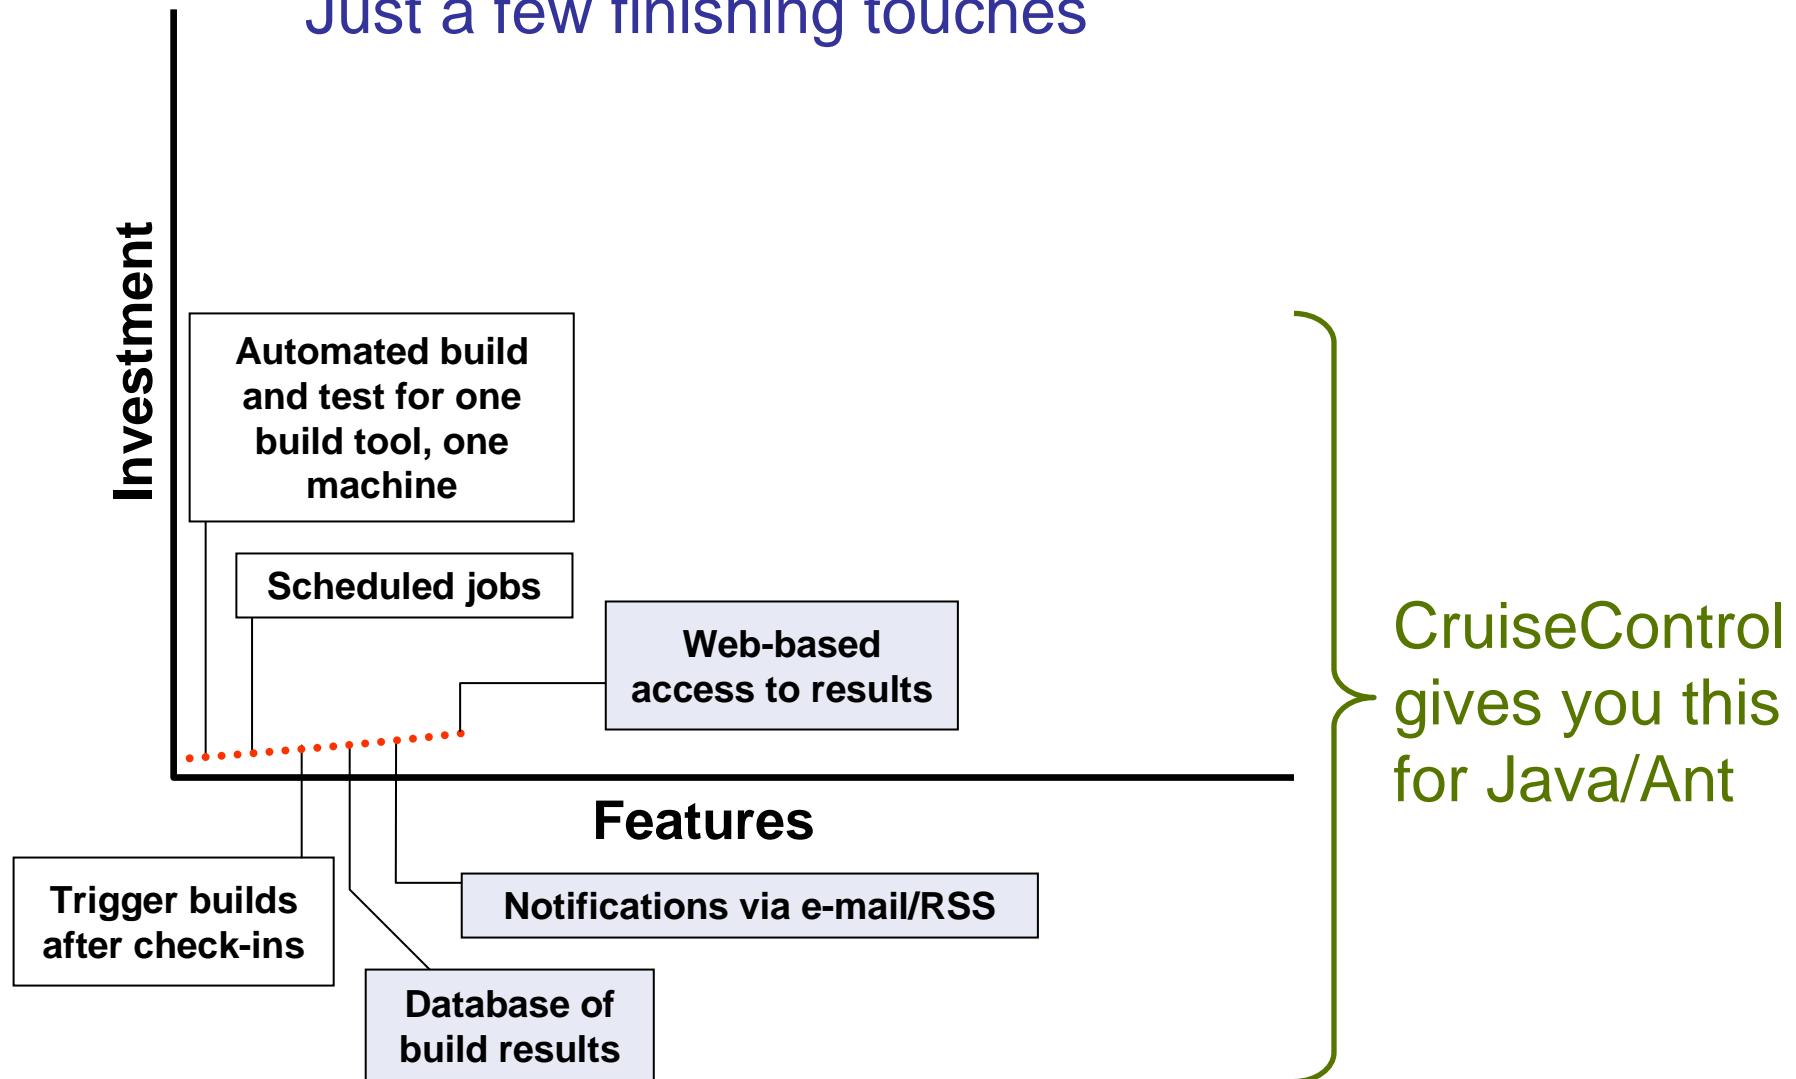 Just a few finishing touches
Investment
Automated build
and test for one
build tool, one
machine
Scheduled jobs
Web-based
access to results
CruiseControl
gives you this
for Java/Ant
Features
Trigger builds
after check-ins
Notifications via e-mail/RSS
Database of
build results